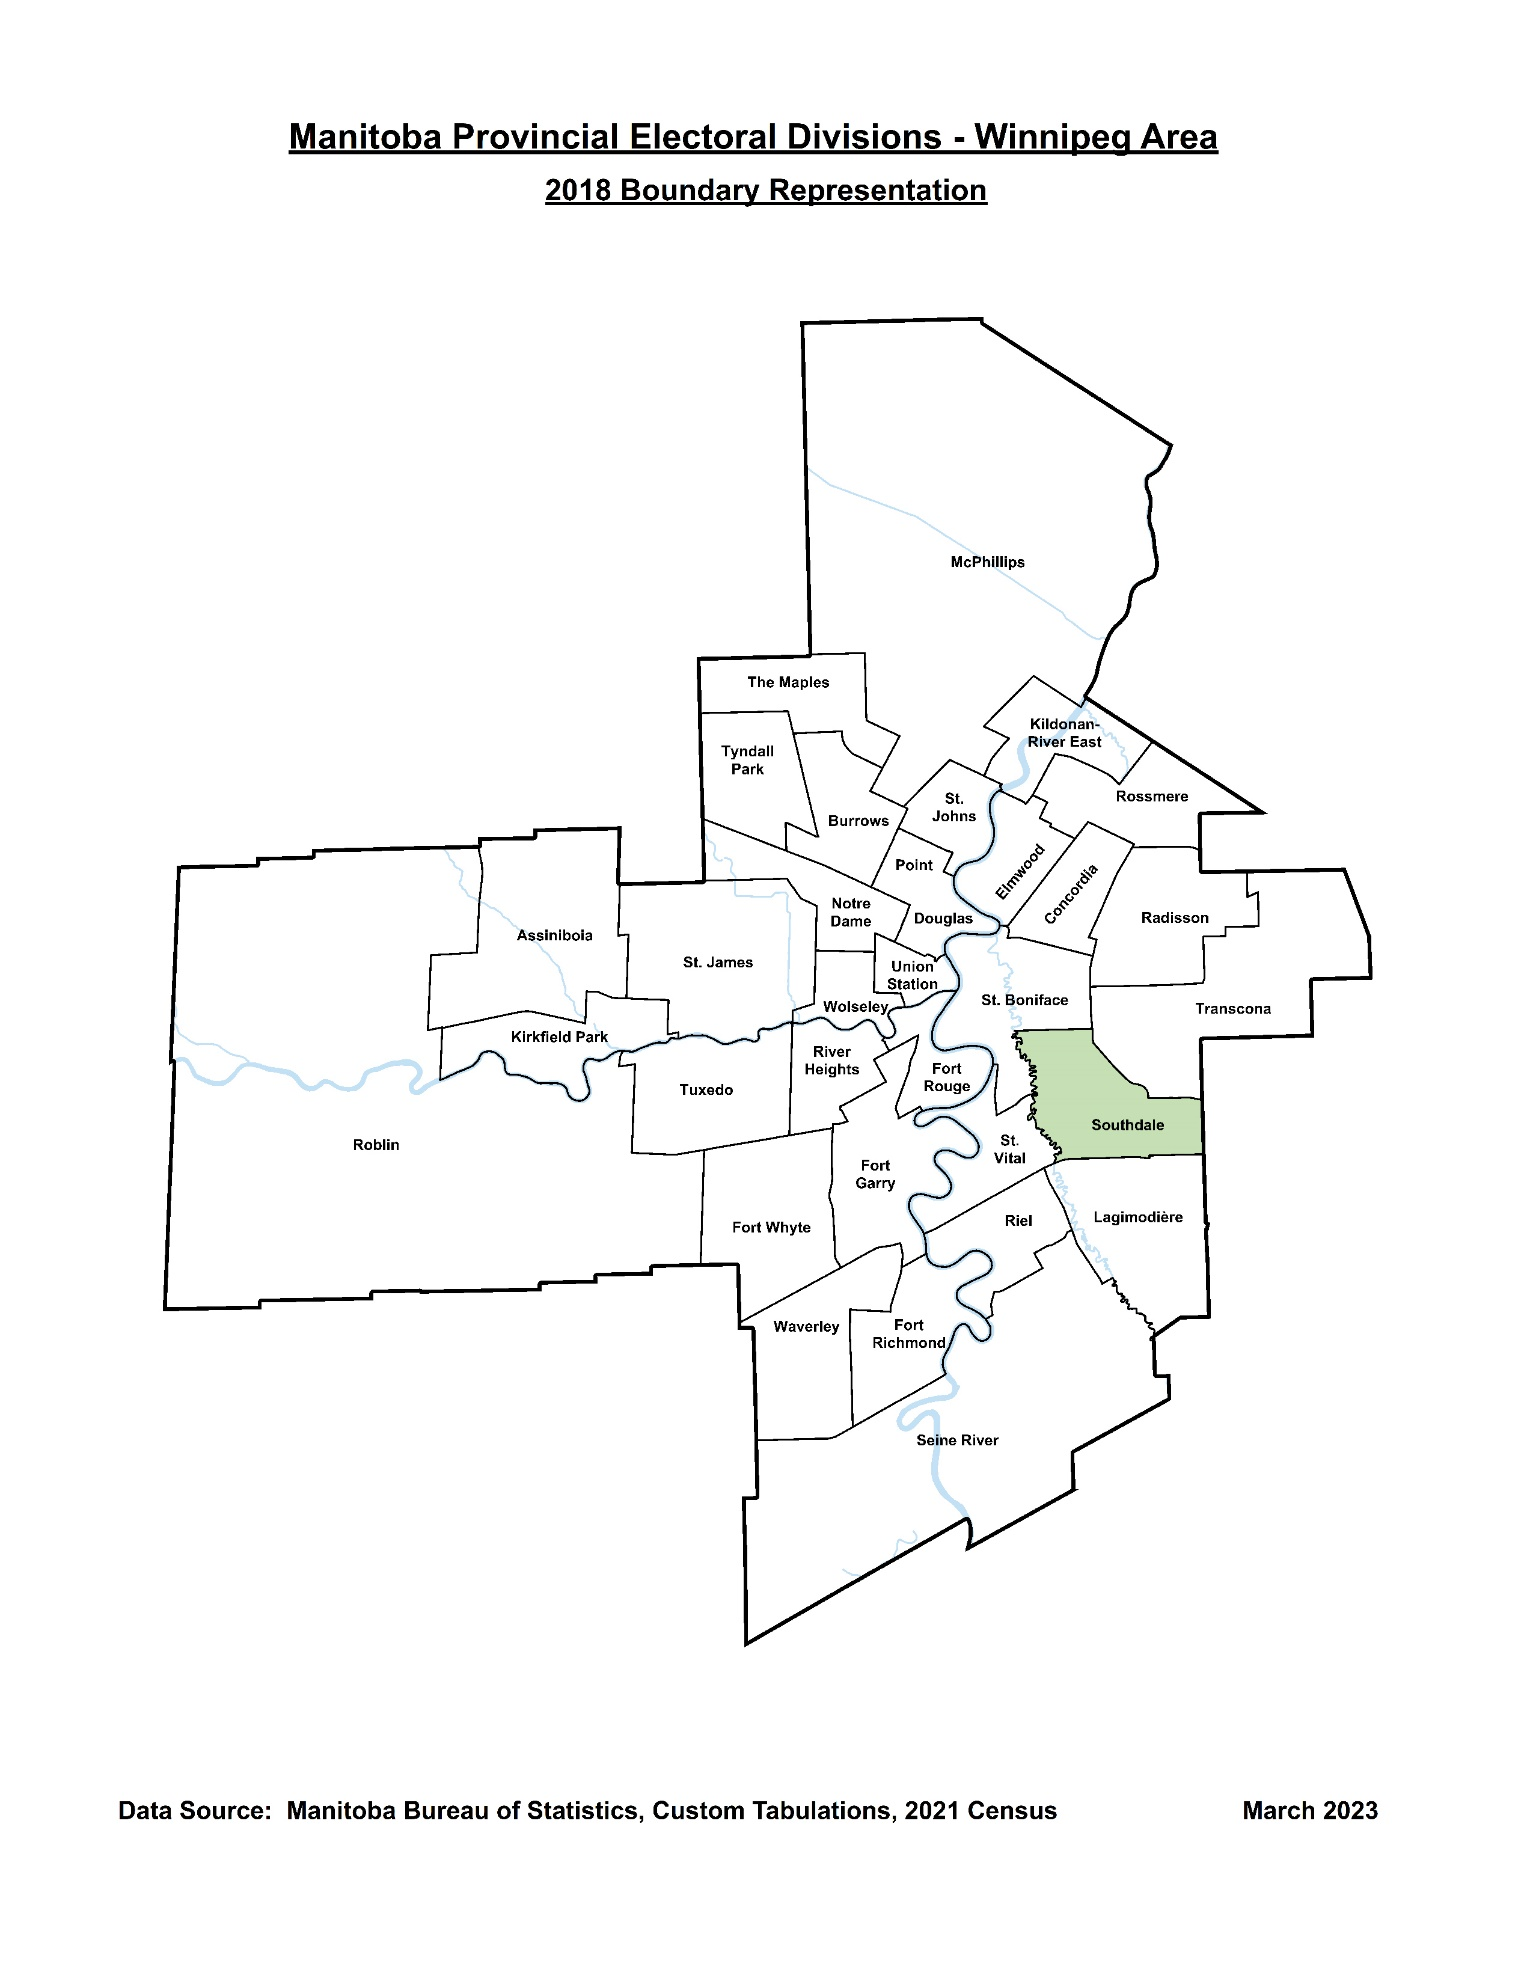 Manitoba Provincial Electoral Divisions - Winnipeg Area
2018 Boundary Representation
McPhillips
The Maples
Kildonan-
River East
Tyndall
Park
Rossmere
St.
Johns
Burrows
Point
Elmwood
Concordia
Notre
Dame
Douglas
Radisson
Assiniboia
St. James
Union
Station
St. Boniface
Wolseley
Transcona
Kirkfield Park
River
Heights
Fort
Rouge
Tuxedo
Southdale
Roblin
St.
Vital
Fort
Garry
Lagimodière
Riel
Fort Whyte
Waverley
Fort
Richmond
Seine River
Data Source: Manitoba Bureau of Statistics, Custom Tabulations, 2021 Census
March 2023